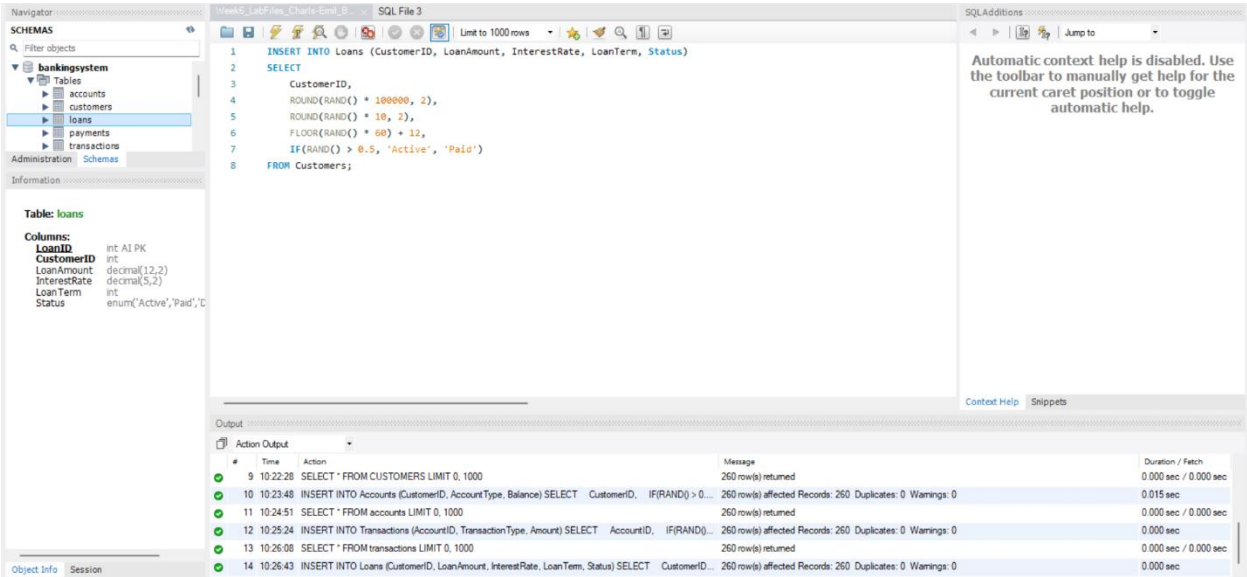 Navigator
SCHEMAS
Filter objects
bankingsystem
Tables
accounts
customers
loans
payments
transactions
Administration Schemas
Information
Table: loans
Columns:
LoanID int AI PK
CustomerID int
LoanAmount decimal(12,2)
InterestRate decimal(5,2)
LoanTerm int
Status enum('Active','Paid','D
Object Info Session
Week6_LabFiles_Charls-Emil_B... SQL File 3
Limit to 1000 rows
1 INSERT INTO Loans (CustomerID, LoanAmount, InterestRate, LoanTerm, Status)
2 SELECT
3 CustomerID,
4 ROUND(RAND() * 100000, 2),
5 ROUND(RAND() * 10, 2),
6 FLOOR(RAND() * 60) + 12,
7 IF(RAND() > 0.5, 'Active', 'Paid')
8 FROM Customers;
SQLAdditions
Jump to
Automatic context help is disabled. Use
the toolbar to manually get help for the
current caret position or to toggle
automatic help.
Context Help Snippets
Output
Action Output
# Time Action Message Duration / Fetch
9 10:22:28 SELECT * FROM CUSTOMERS LIMIT 0, 1000 260 row(s) returned 0.000 sec / 0.000 sec
10 10:23:48 INSERT INTO Accounts (CustomerID, AccountType, Balance) SELECT CustomerID, IF(RAND() > 0.... 260 row(s) affected Records: 260 Duplicates: 0 Warnings: 0 0.015 sec
11 10:24:51 SELECT * FROM accounts LIMIT 0, 1000 260 row(s) returned 0.000 sec / 0.000 sec
12 10:25:24 INSERT INTO Transactions (AccountID, TransactionType, Amount) SELECT AccountID, IF(RAND()... 260 row(s) affected Records: 260 Duplicates: 0 Warnings: 0 0.000 sec
13 10:26:08 SELECT * FROM transactions LIMIT 0, 1000 260 row(s) returned 0.000 sec / 0.000 sec
14 10:26:43 INSERT INTO Loans (CustomerID, LoanAmount, InterestRate, LoanTerm, Status) SELECT CustomerID... 260 row(s) affected Records: 260 Duplicates: 0 Warnings: 0 0.000 sec